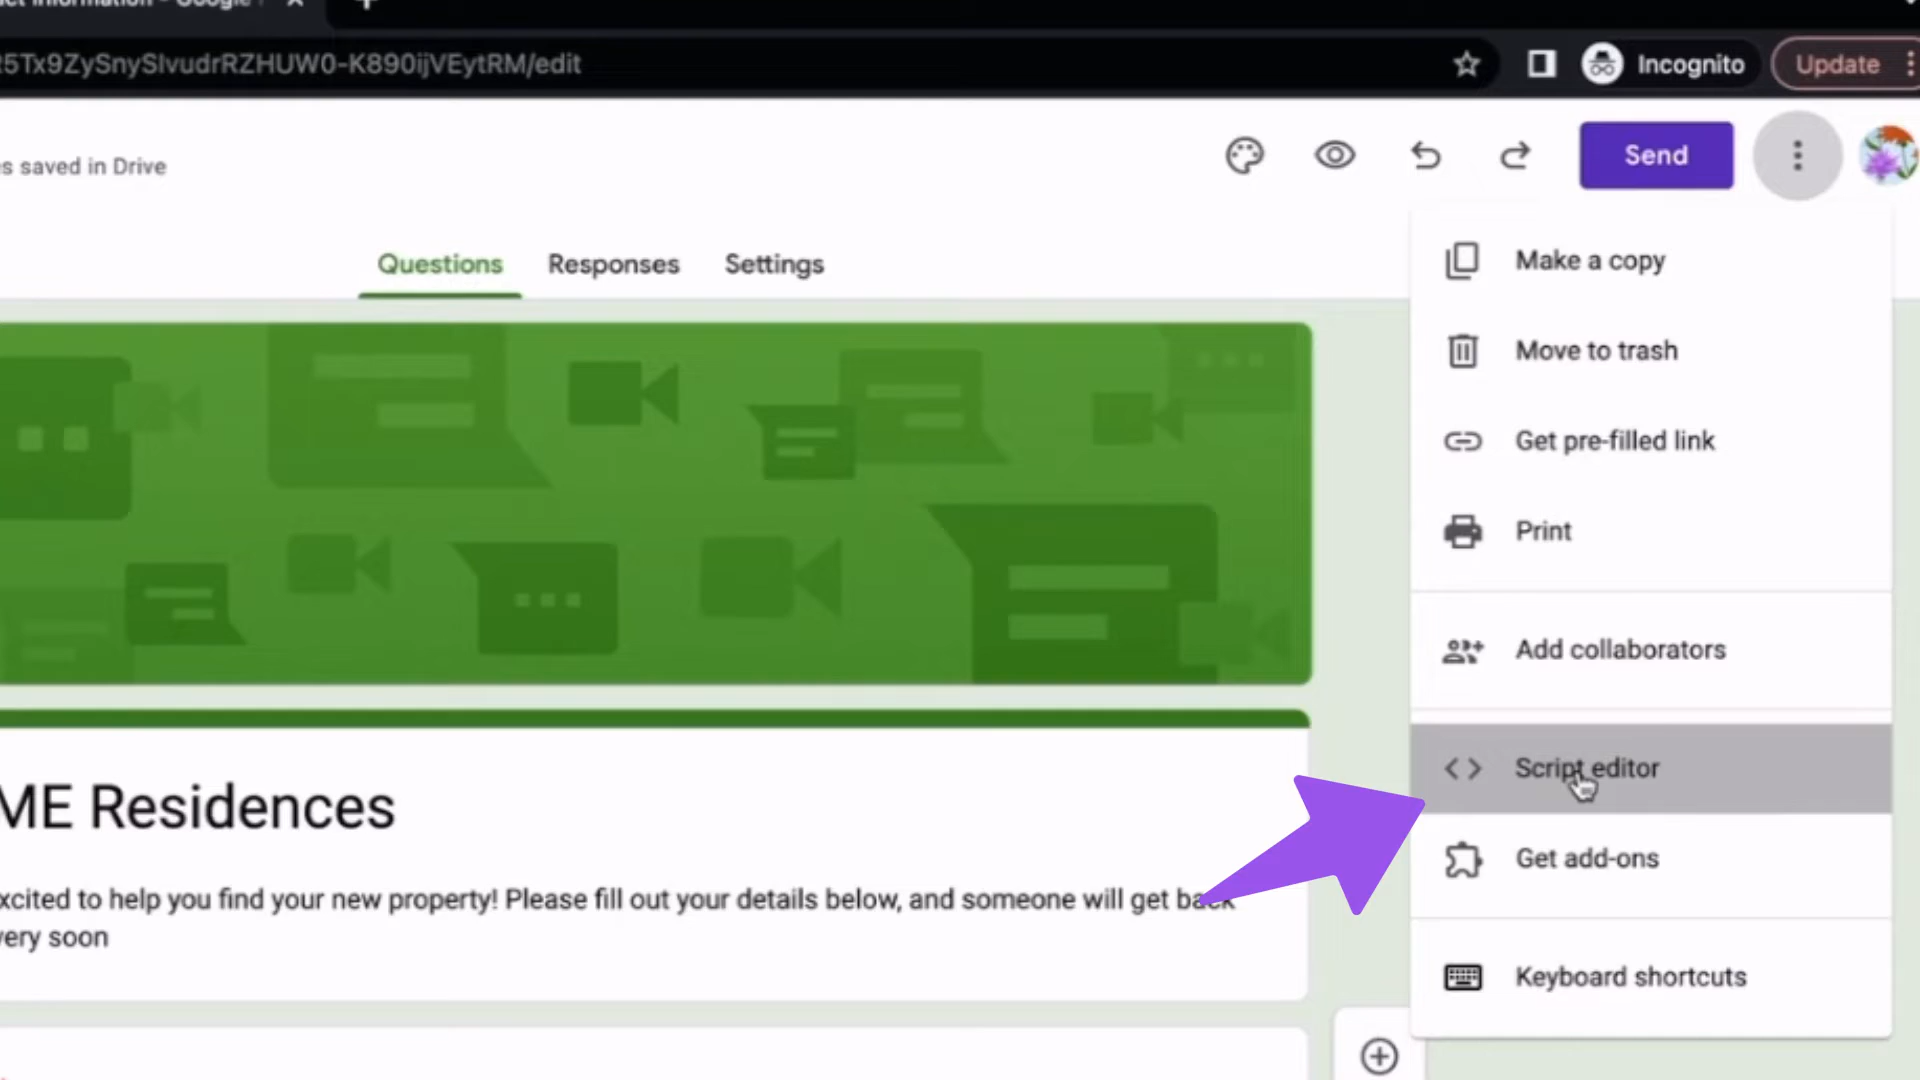 Information - Google
5Tx9ZySnySlvudrRZHUW0-K890ijVEytRM/edit
Incognito
Update
s saved in Drive
Send
Questions
Responses
Settings
Make a copy
Move to trash
Get pre-filled link
Print
Add collaborators
Script editor
Get add-ons
Keyboard shortcuts
ME Residences
xcited to help you find your new property! Please fill out your details below, and someone will get back
very soon